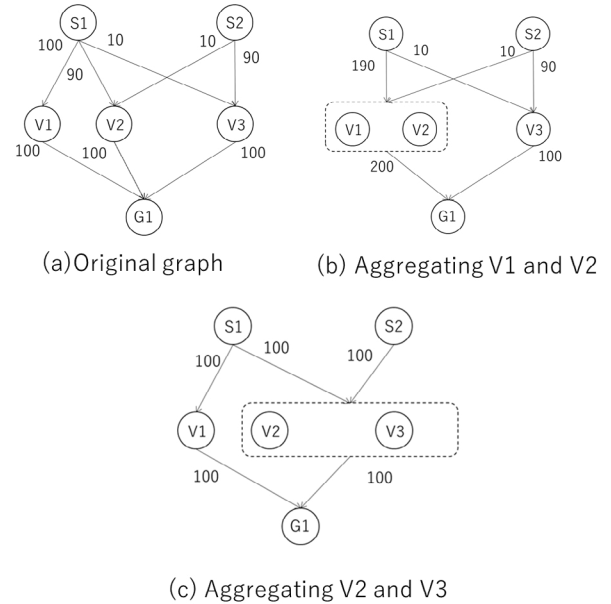 S1 S2
100 10 10 90
90
V1 V2 V3
100 100 100
G1
(a)Original graph
S1 S2
190 10 10 90
V1 V2 V3
200 100
G1
(b) Aggregating V1 and V2
S1 S2
100 100 100
V1 V2 V3
100 100
G1
(c) Aggregating V2 and V3